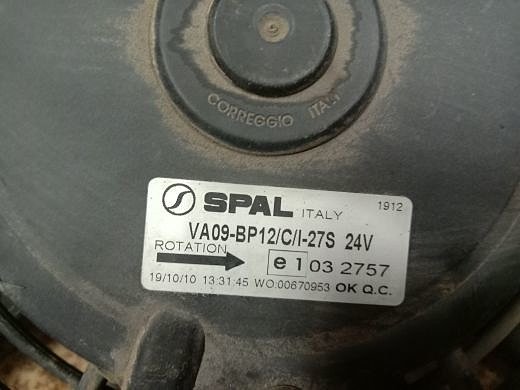 CORREGGIO ITALY
SPAL ITALY 1912
VA09-BP12/C/I-27S 24V
ROTATION e1 03 2757
19/10/10 13:31:45 WO:00670953 OK Q.C.